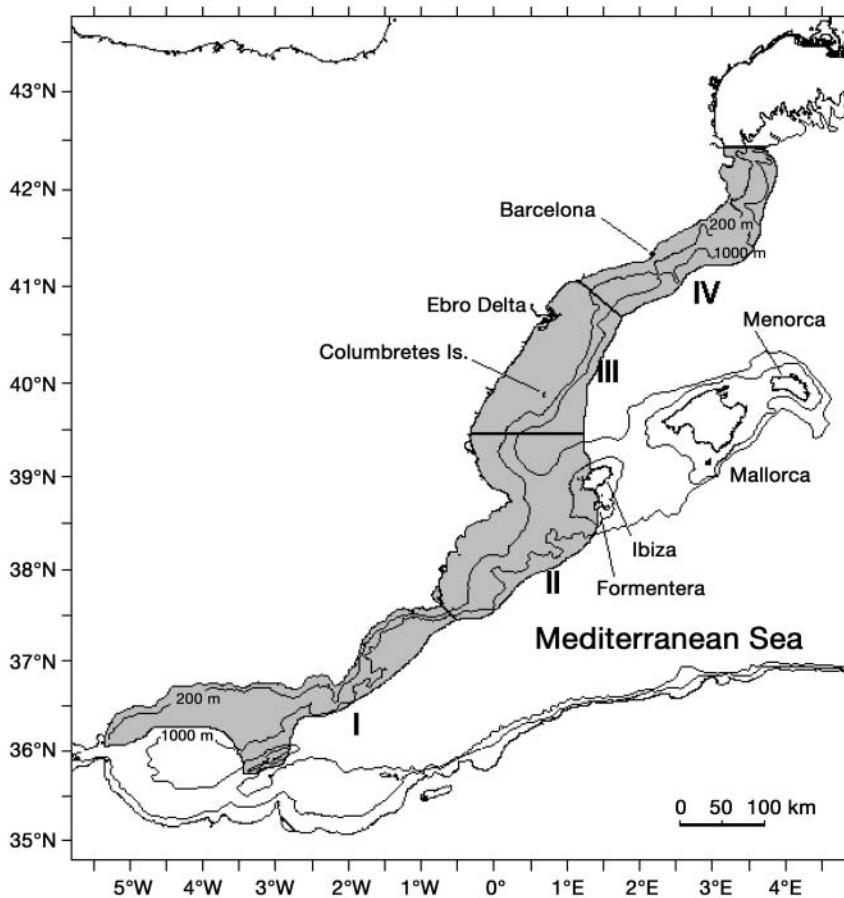 43°N
42°N
Barcelona
200 m
1000 m
41°N
IV
Ebro Delta
Menorca
Columbretes Is.
III
40°N
39°N
Mallorca
Ibiza
38°N
II
Formentera
Mediterranean Sea
37°N
200 m
I
1000 m
36°N
0 50 100 km
35°N
5°W 4°W 3°W 2°W 1°W 0° 1°E 2°E 3°E 4°E